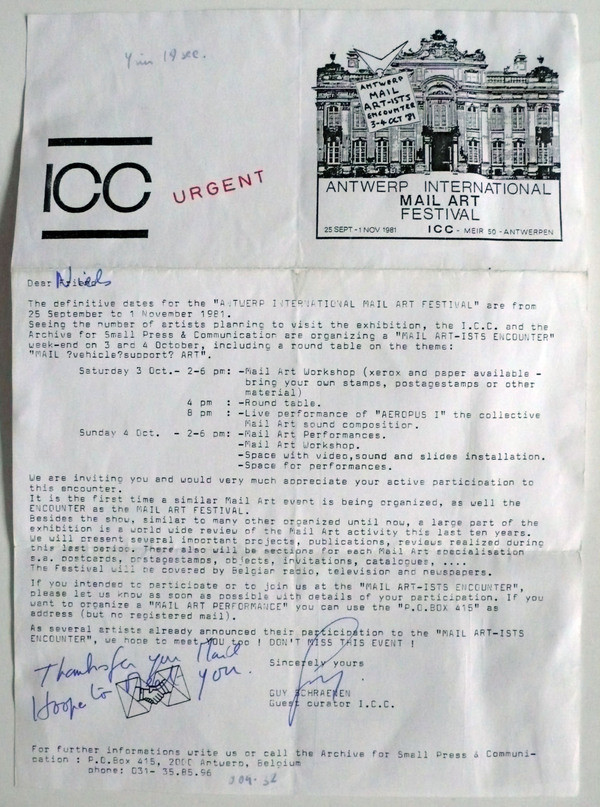 ANTWERP
MAIL
ART-ISTS
ENCOUNTER
3-4 OCT 81
ICC
URGENT
ANTWERP INTERNATIONAL
MAIL ART
FESTIVAL
25 SEPT - 1 NOV 1981 ICC - MEIR 50 - ANTWERPEN
Dear Niels
The definitive dates for the "ANTWERP INTERNATIONAL MAIL ART FESTIVAL" are from
25 September to 1 November 1981.
Seeing the number of artists planning to visit the exhibition, the I.C.C. and the
Archive for Small Press & Communication are organizing a "MAIL ART-ISTS ENCOUNTER"
week-end on 3 and 4 October, including a round table on the theme:
"MAIL ?vehicle?support? ART".
Saturday 3 Oct.- 2-6 pm: -Mail Art Workshop (xerox and paper available -
bring your own stamps, postagestamps or other
material)
4 pm : -Round table.
8 pm : -Live performance of "AEROPUS I" the collective
Mail Art sound composition.
Sunday 4 Oct. - 2-6 pm: -Mail Art Performances.
-Mail Art Workshop.
-Space with video,sound and slides installation.
-Space for performances.
We are inviting you and would very much appreciate your active participation to
this encounter.
It is the first time a similar Mail Art event is being organized, as well the
ENCOUNTER as the MAIL ART FESTIVAL.
Besides the show, similar to many other organized until now, a large part of the
exhibition is a world wide review of the Mail Art activity this last ten years.
We will present several important projects, publications, reviews realized during
this last period. There also will be sections for each Mail Art specialisation
s.a. postcards, postagestamps, objects, invitations, catalogues, ....
The Festival will be covered by Belgian radio, television and newspapers.
If you intended to participate or to join us at the "MAIL ART-ISTS ENCOUNTER",
please let us know as soon as possible with details of your participation. If you
want to organize a "MAIL ART PERFORMANCE" you can use the "P.O.BOX 415" as
address (but no registered mail).
As several artists already announced their participation to the "MAIL ART-ISTS
ENCOUNTER", we hope to meet YOU too ! DON'T MISS THIS EVENT !
Thanks for your Mail
Hoope to you.
Sincerely yours
GUY SCHRAENEN
Guest curator I.C.C.
For further informations write us or call the Archive for Small Press & Communi-
cation : P.O.Box 415, 2000 Antwerp, Belgium
phone: 031- 35.85.96